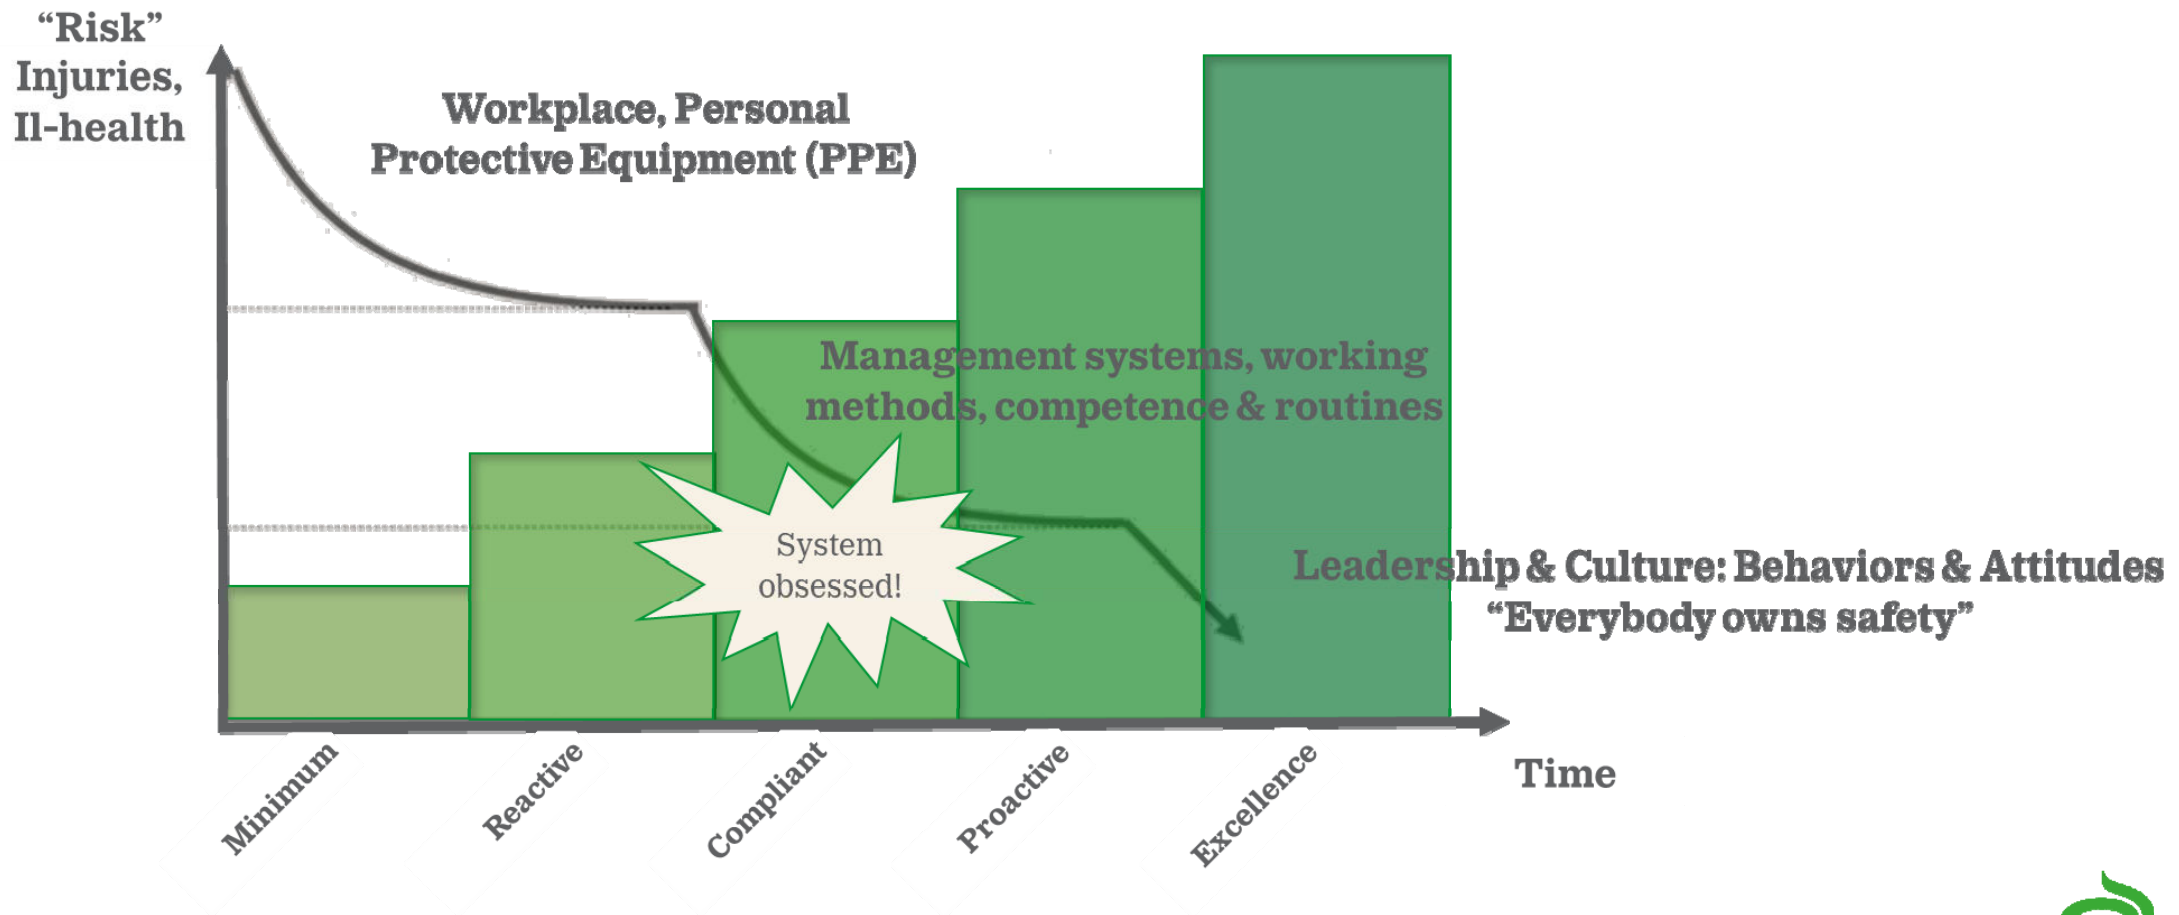 “Risk”
Injuries,
Il-health
Workplace, Personal
Protective Equipment (PPE)
Management systems, working
methods, competence & routines
System
obsessed!
Leadership & Culture: Behaviors & Attitudes
“Everybody owns safety”
Minimum
Reactive
Compliant
Proactive
Excellence
Time